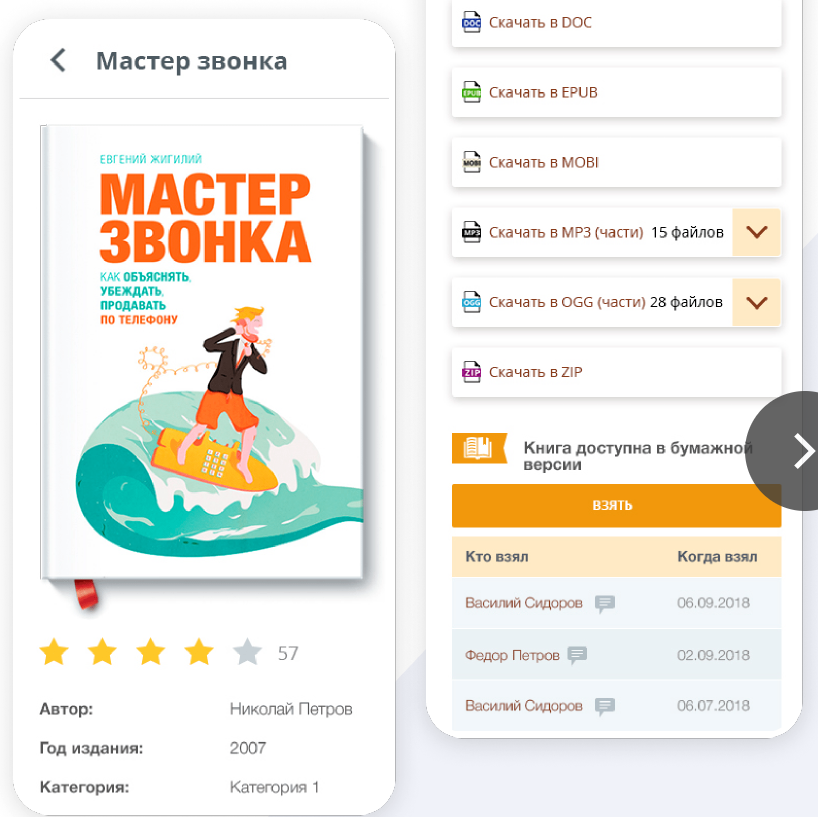 Мастер звонка
ЕВГЕНИЙ ЖИГИЛИЙ
МАСТЕР
ЗВОНКА
КАК ОБЪЯСНЯТЬ,
УБЕЖДАТЬ,
ПРОДАВАТЬ
ПО ТЕЛЕФОНУ
57
Автор: Николай Петров
Год издания: 2007
Категория: Категория 1
DOC Скачать в DOC
EPUB Скачать в EPUB
MOBI Скачать в MOBI
MP3 Скачать в MP3 (части) 15 файлов
OGG Скачать в OGG (части) 28 файлов
ZIP Скачать в ZIP
Книга доступна в бумажной
версии
ВЗЯТЬ
Кто взял Когда взял
Василий Сидоров 06.09.2018
Федор Петров 02.09.2018
Василий Сидоров 06.07.2018